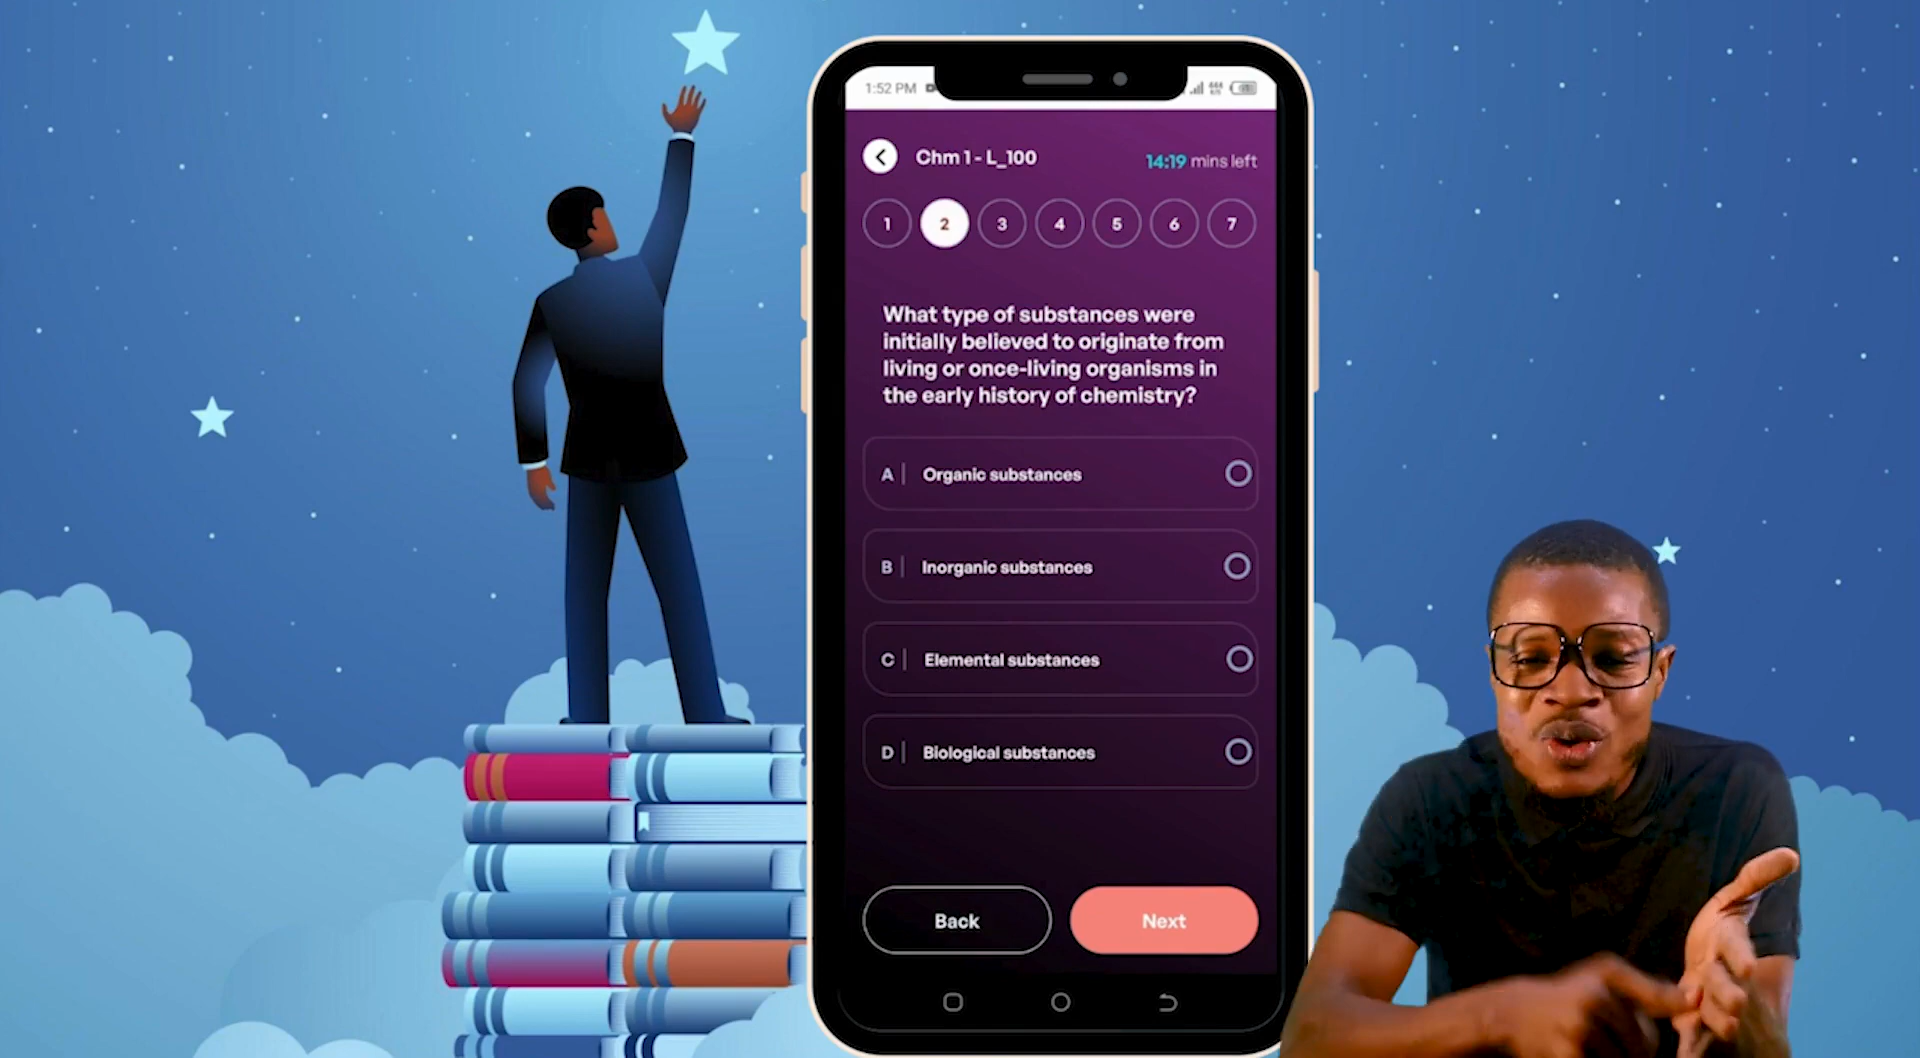 1:52 PM
Chm 1 - L_100
14:19 mins left
1 2 3 4 5 6 7
What type of substances were
initially believed to originate from
living or once-living organisms in
the early history of chemistry?
A | Organic substances
B | Inorganic substances
C | Elemental substances
D | Biological substances
Back
Next